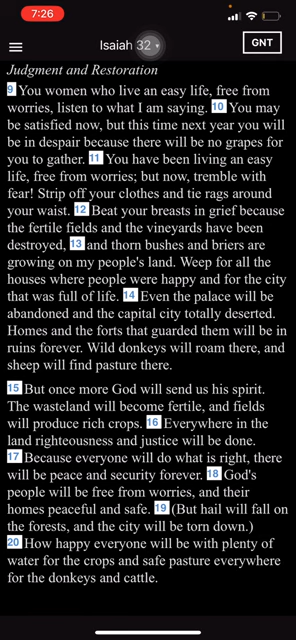 7:26
Isaiah 32
GNT
Judgment and Restoration
9 You women who live an easy life, free from
worries, listen to what I am saying. 10 You may
be satisfied now, but this time next year you will
be in despair because there will be no grapes for
you to gather. 11 You have been living an easy
life, free from worries; but now, tremble with
fear! Strip off your clothes and tie rags around
your waist. 12 Beat your breasts in grief because
the fertile fields and the vineyards have been
destroyed, 13 and thorn bushes and briers are
growing on my people's land. Weep for all the
houses where people were happy and for the city
that was full of life. 14 Even the palace will be
abandoned and the capital city totally deserted.
Homes and the forts that guarded them will be in
ruins forever. Wild donkeys will roam there, and
sheep will find pasture there.
15 But once more God will send us his spirit.
The wasteland will become fertile, and fields
will produce rich crops. 16 Everywhere in the
land righteousness and justice will be done.
17 Because everyone will do what is right, there
will be peace and security forever. 18 God's
people will be free from worries, and their
homes peaceful and safe. 19 (But hail will fall on
the forests, and the city will be torn down.)
20 How happy everyone will be with plenty of
water for the crops and safe pasture everywhere
for the donkeys and cattle.